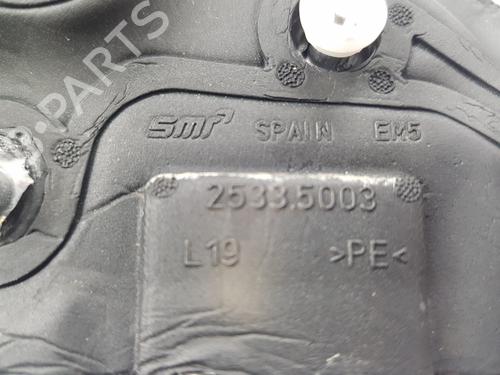 SMR SPAIN EM5
2533.5003
L19 >PE<
PARTS